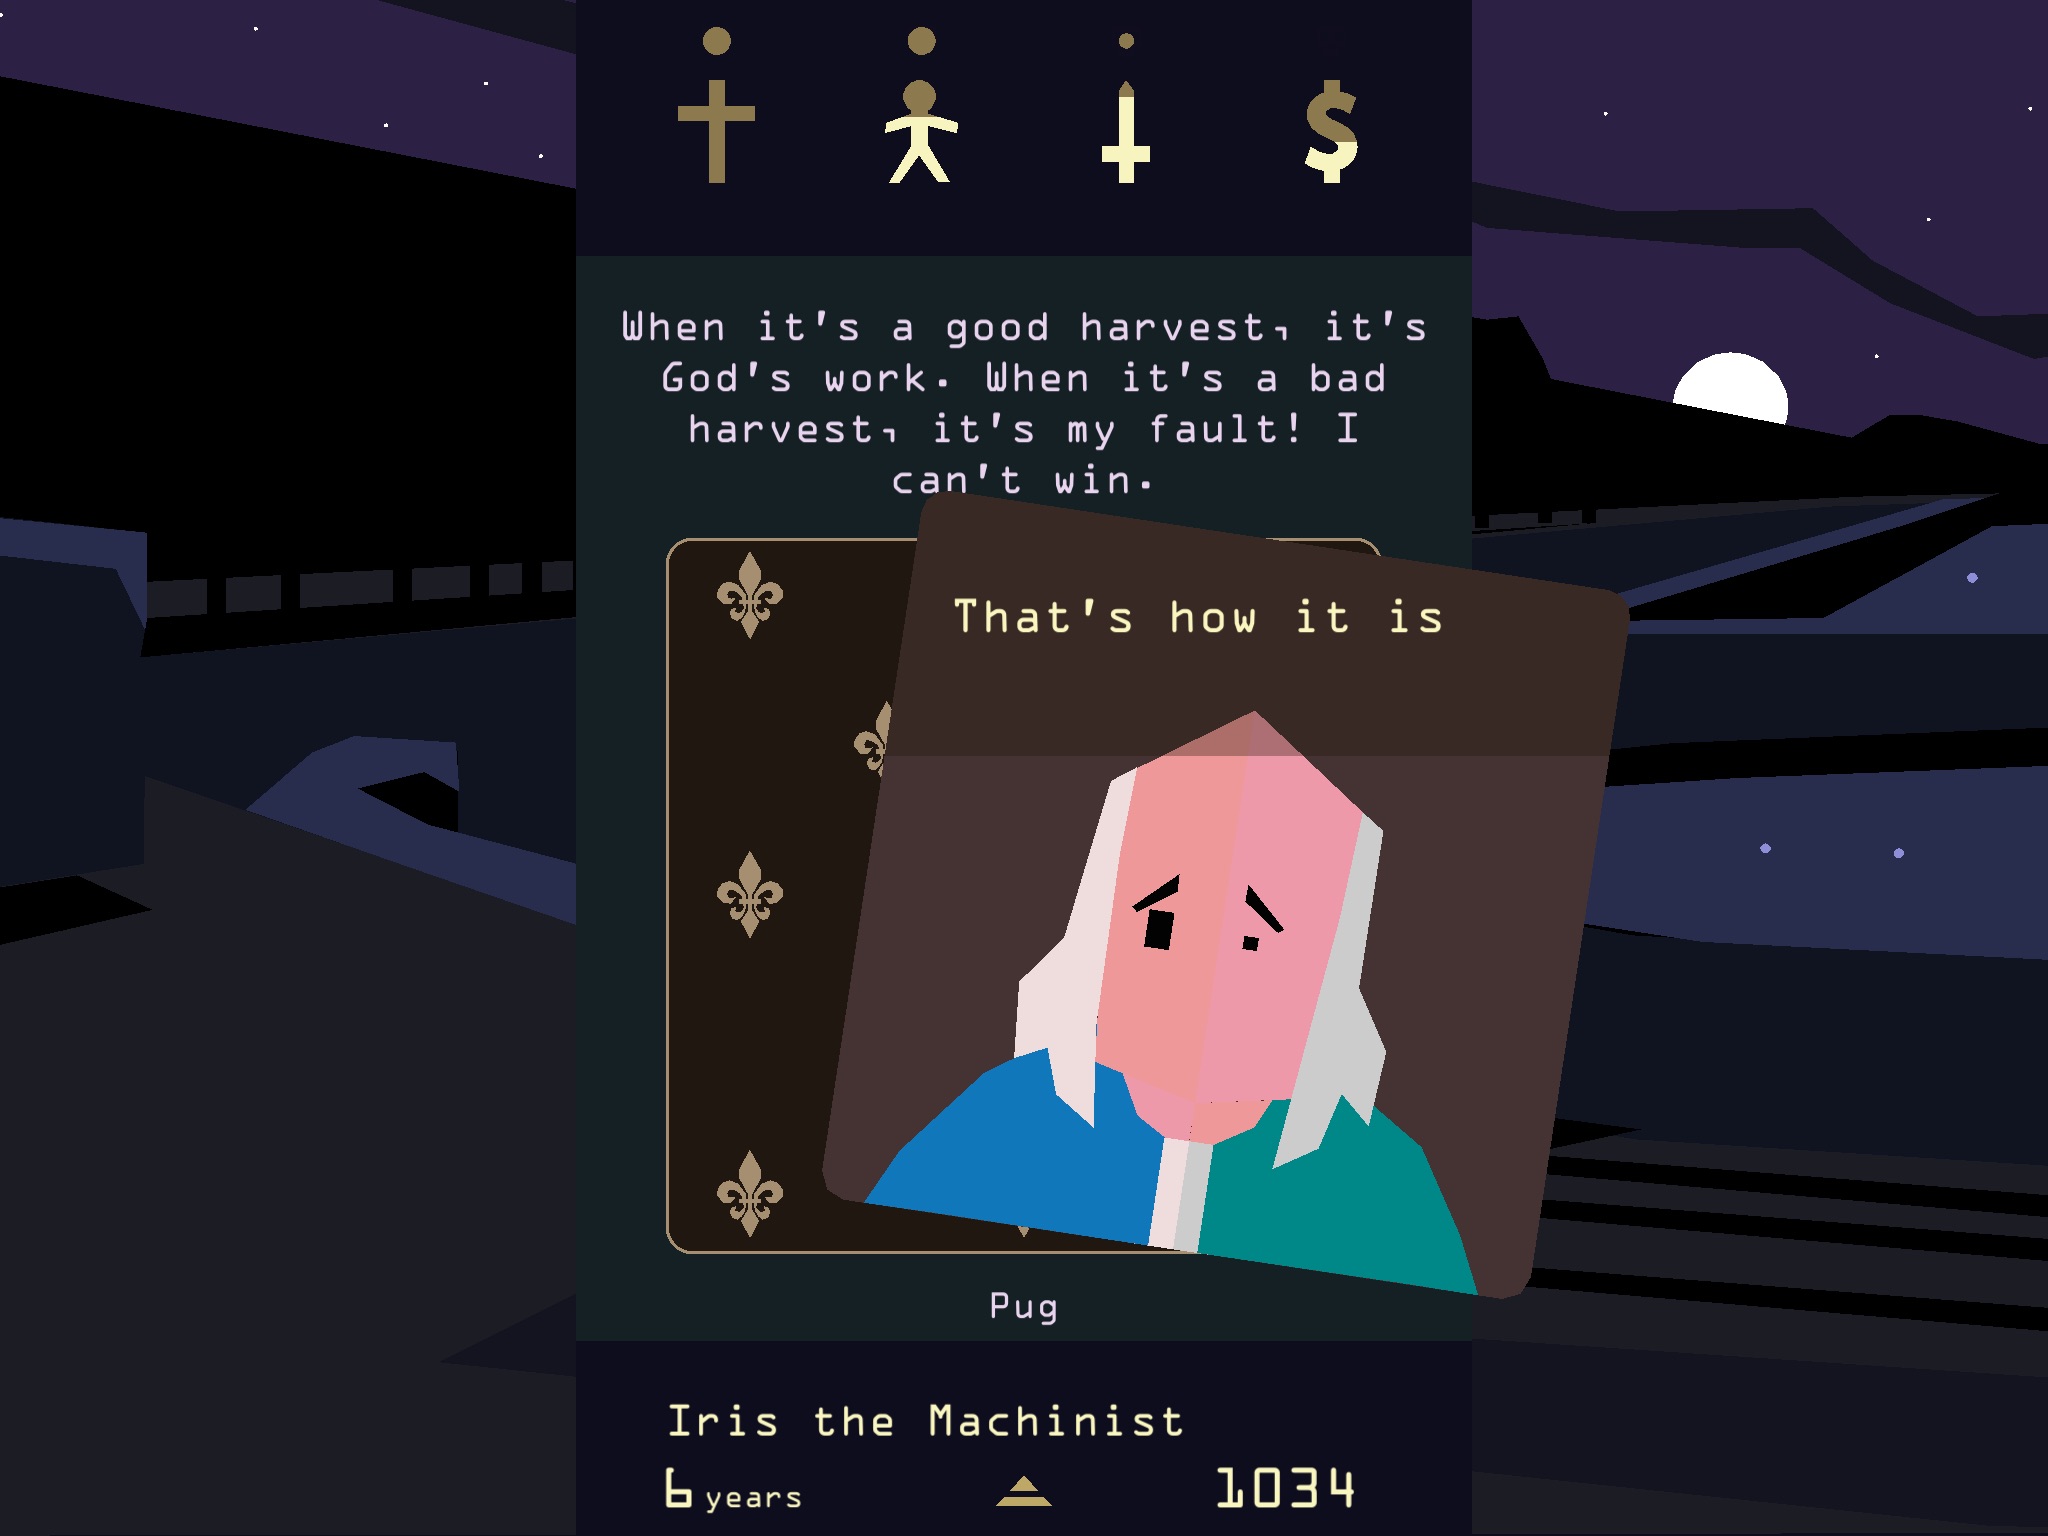 When it's a good harvest, it's
God's work. When it's a bad
harvest, it's my fault! I
can't win.
That's how it is
Pug
Iris the Machinist
6 years
1034